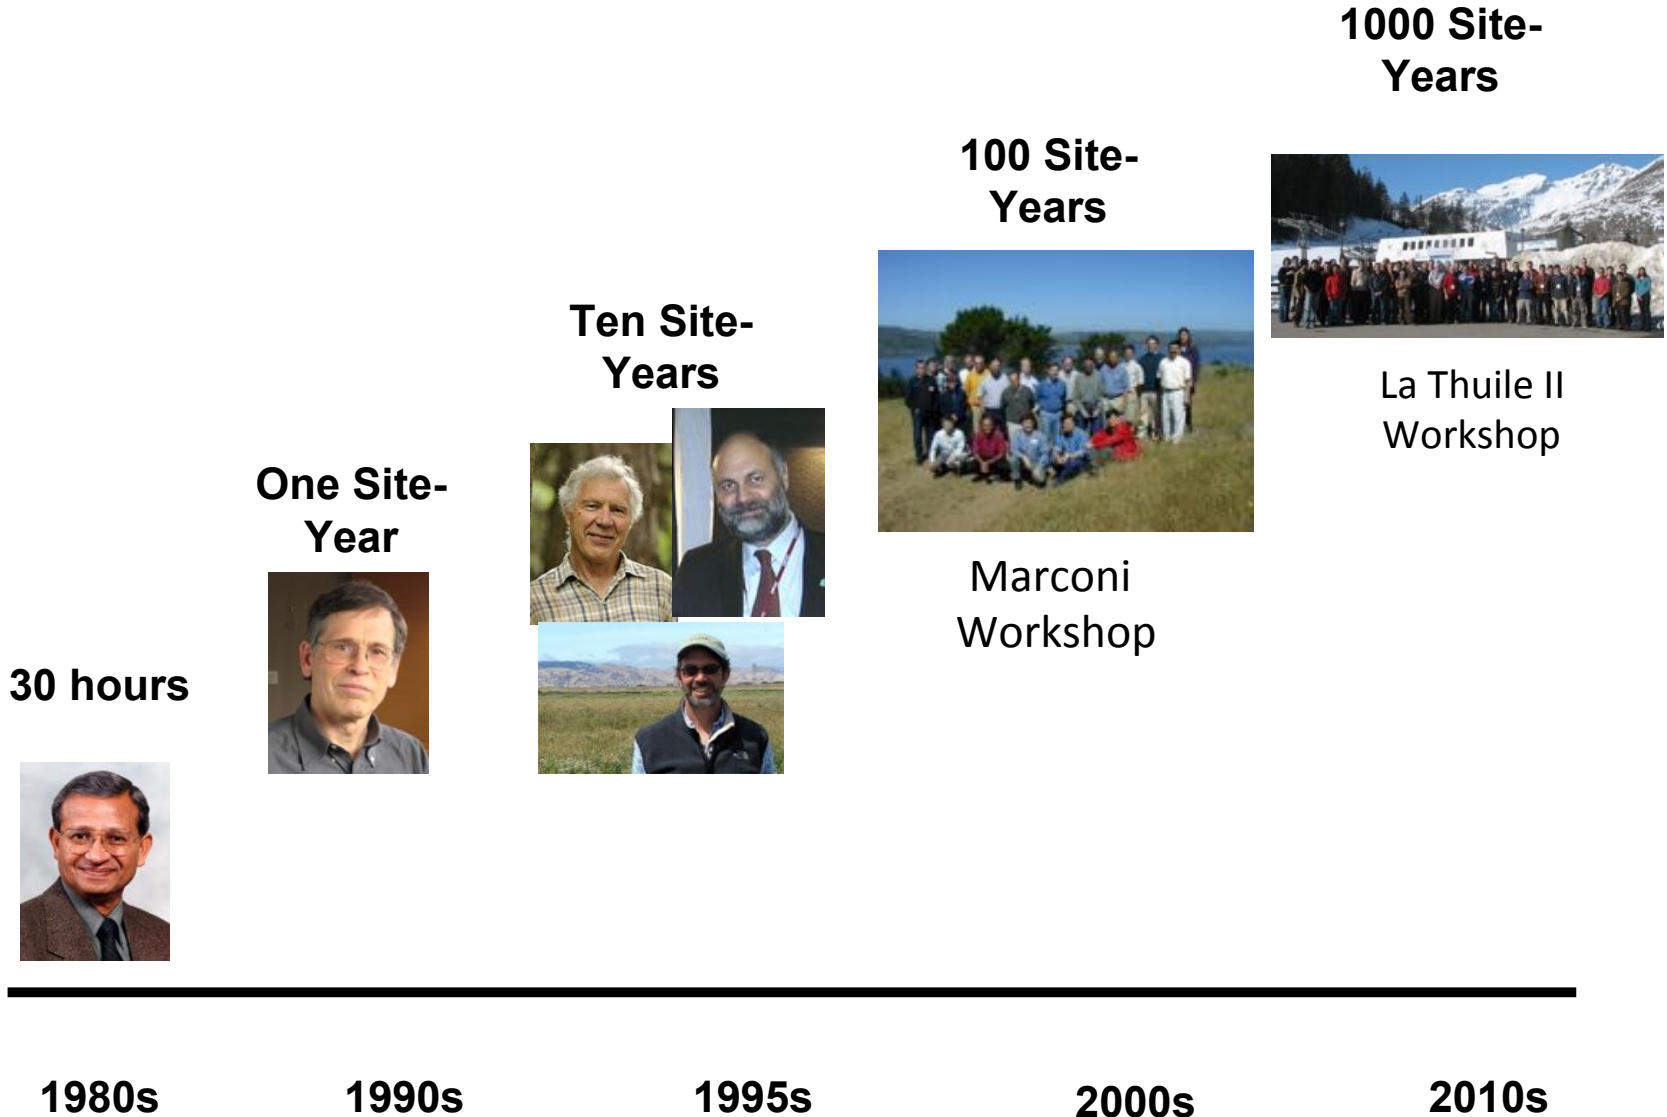 1000 Site-
Years
100 Site-
Years
Ten Site-
Years
La Thuile II
Workshop
One Site-
Year
Marconi
Workshop
30 hours
1980s
1990s
1995s
2000s
2010s